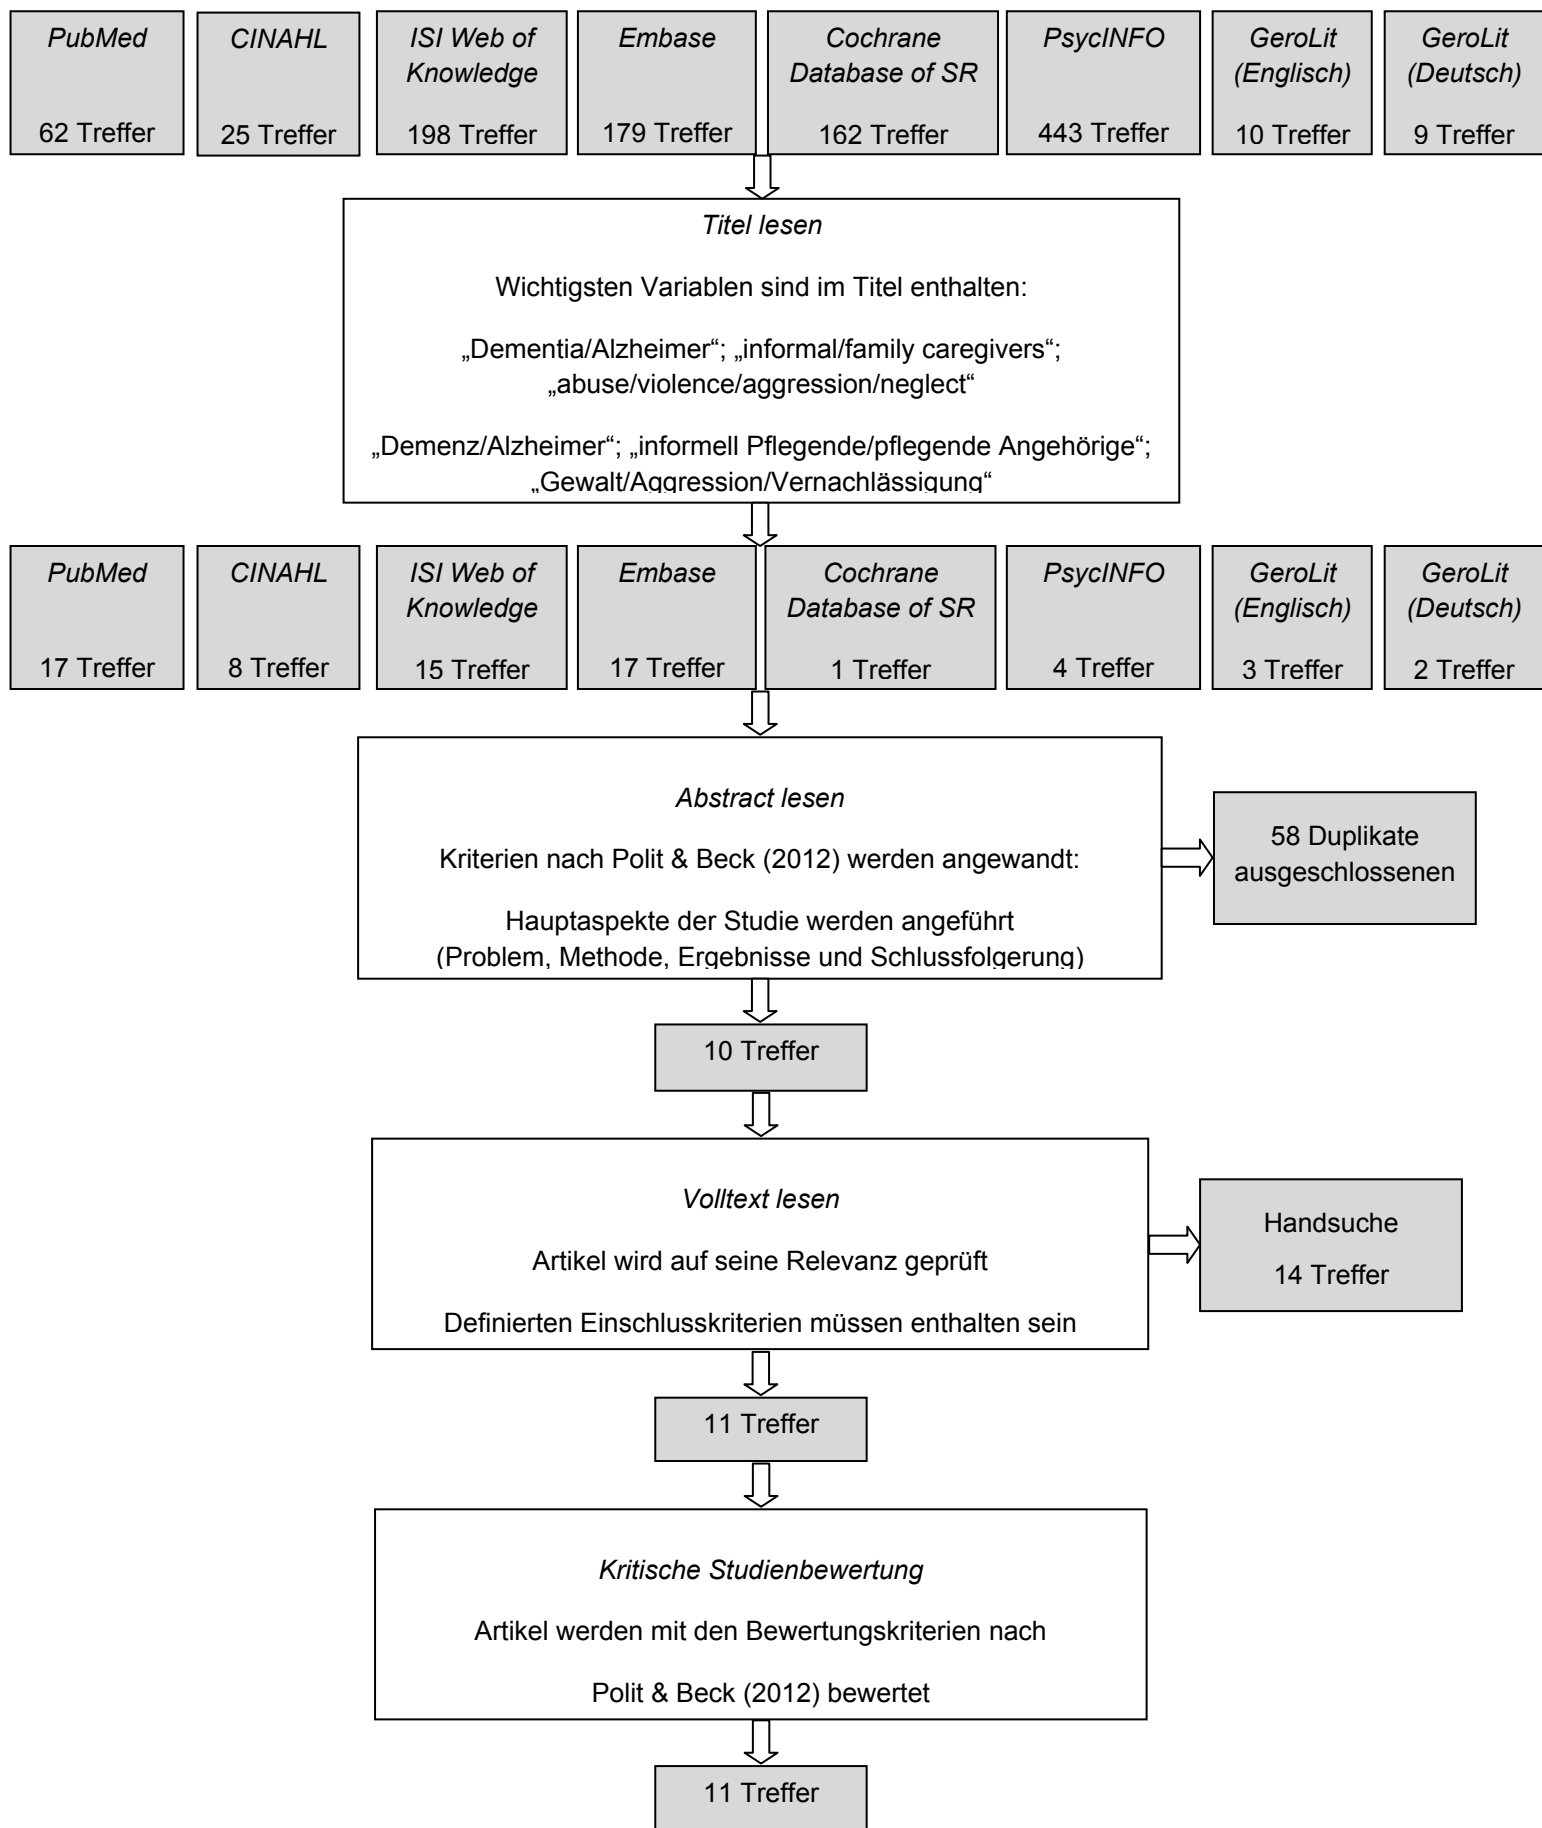 PubMed
62 Treffer
CINAHL
25 Treffer
ISI Web of
Knowledge
198 Treffer
Embase
179 Treffer
Cochrane
Database of SR
162 Treffer
PsycINFO
443 Treffer
GeroLit
(Englisch)
10 Treffer
GeroLit
(Deutsch)
9 Treffer
Titel lesen
Wichtigsten Variablen sind im Titel enthalten:
„Dementia/Alzheimer“; „informal/family caregivers“;
„abuse/violence/aggression/neglect“
„Demenz/Alzheimer“; „informell Pflegende/pflegende Angehörige“;
„Gewalt/Aggression/Vernachlässigung“
PubMed
17 Treffer
CINAHL
8 Treffer
ISI Web of
Knowledge
15 Treffer
Embase
17 Treffer
Cochrane
Database of SR
1 Treffer
PsycINFO
4 Treffer
GeroLit
(Englisch)
3 Treffer
GeroLit
(Deutsch)
2 Treffer
Abstract lesen
Kriterien nach Polit & Beck (2012) werden angewandt:
Hauptaspekte der Studie werden angeführt
(Problem, Methode, Ergebnisse und Schlussfolgerung)
58 Duplikate
ausgeschlossenen
10 Treffer
Volltext lesen
Artikel wird auf seine Relevanz geprüft
Definierten Einschlusskriterien müssen enthalten sein
Handsuche
14 Treffer
11 Treffer
Kritische Studienbewertung
Artikel werden mit den Bewertungskriterien nach
Polit & Beck (2012) bewertet
11 Treffer